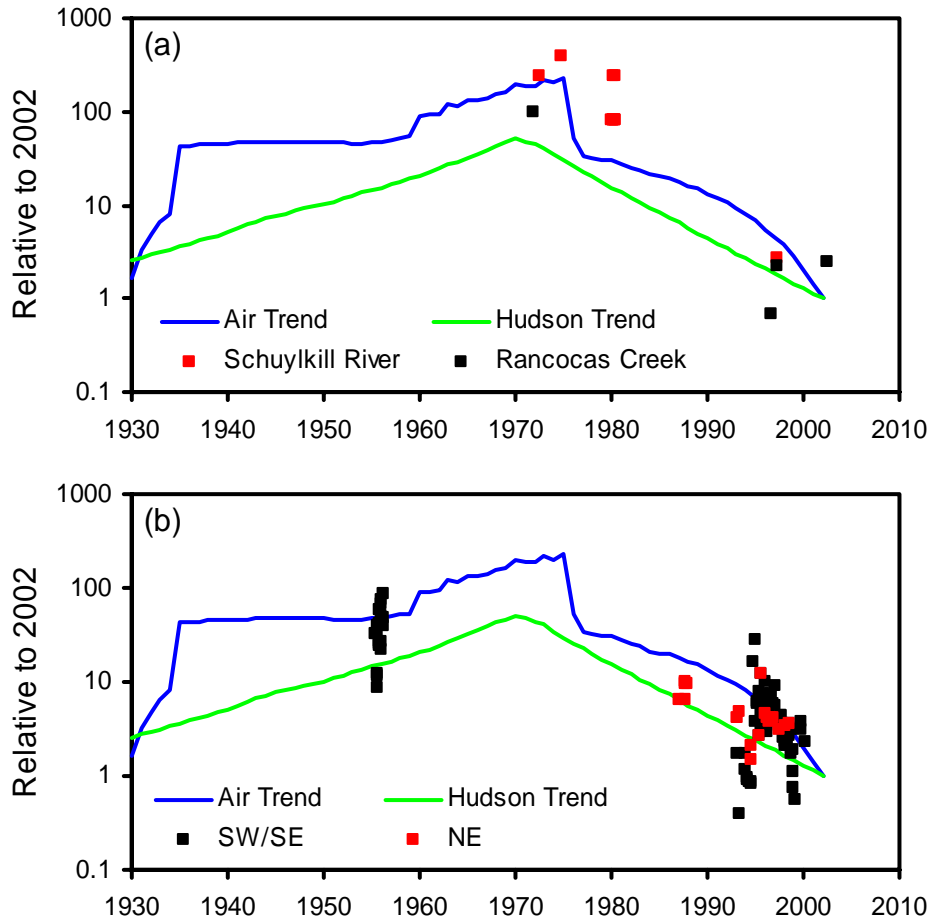 (a)
Relative to 2002
1000
100
10
1
0.1
Air Trend
Hudson Trend
Schuylkill River
Rancocas Creek
1930 1940 1950 1960 1970 1980 1990 2000 2010
(b)
Relative to 2002
1000
100
10
1
0.1
Air Trend
Hudson Trend
SW/SE
NE
1930 1940 1950 1960 1970 1980 1990 2000 2010